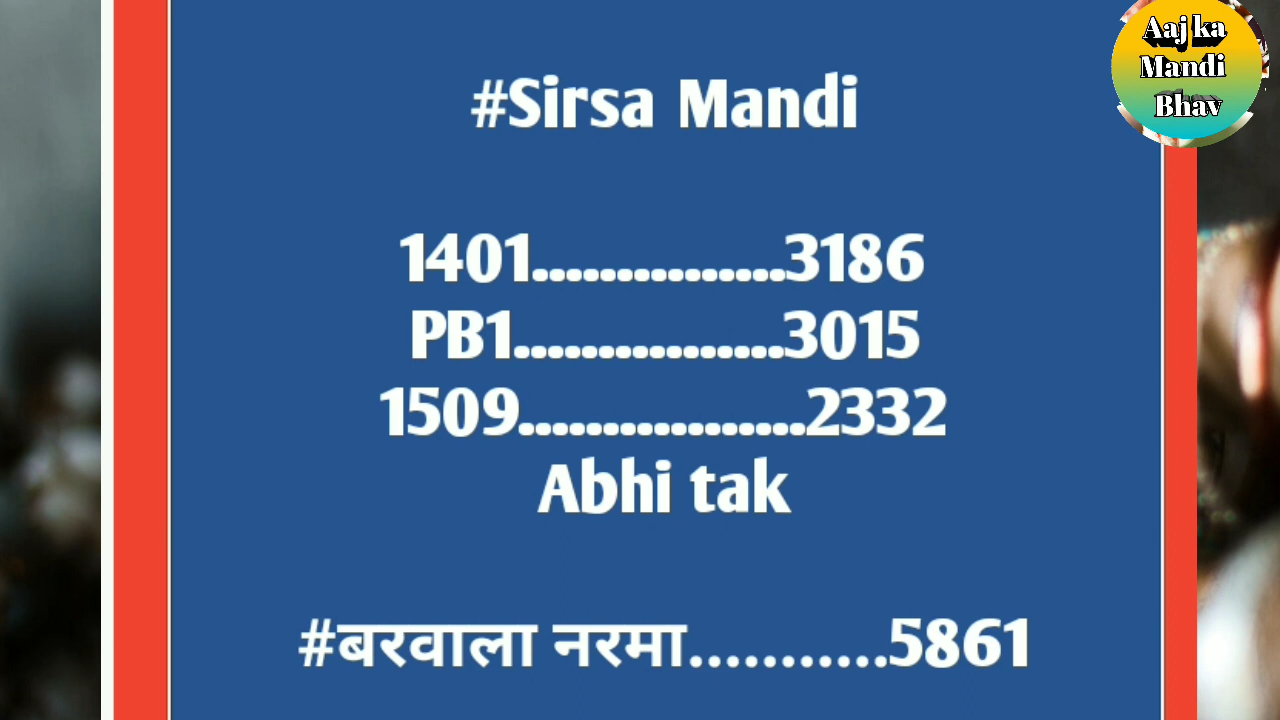 Aaj ka
Mandi
Bhav
#Sirsa Mandi
1401...............3186
PB1................3015
1509.................2332
Abhi tak
#बरवाला नरमा...........5861